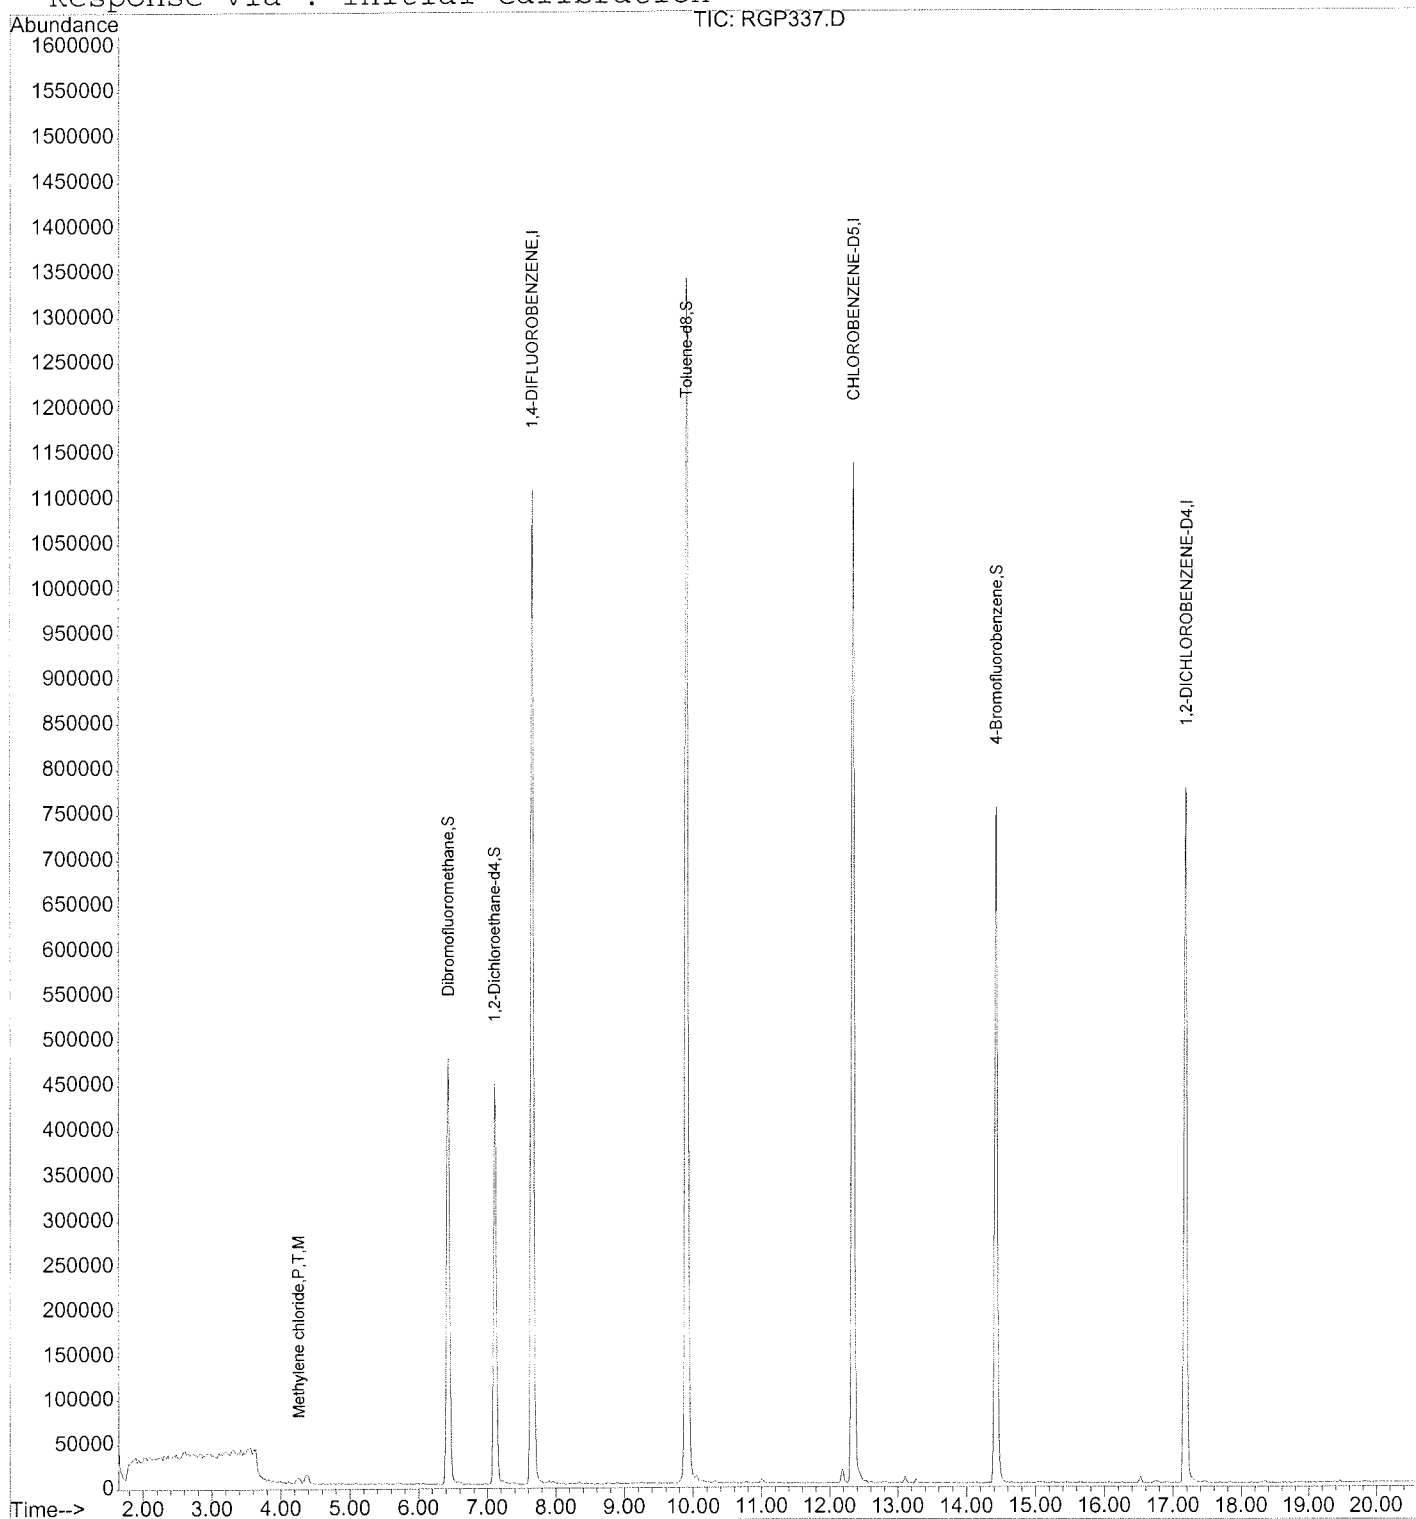 Response via : Initial Calibration
Abundance
TIC: RGP337.D
1600000
1550000
1500000
1450000
1400000
1350000
1300000
1250000
1200000
1150000
1100000
1050000
1000000
950000
900000
850000
800000
750000
700000
650000
600000
550000
500000
450000
400000
350000
300000
250000
200000
150000
100000
50000
0
Methylene chloride,P,T,M
Dibromofluoromethane,S
1,2-Dichloroethane-d4,S
1,4-DIFLUOROBENZENE,I
Toluene-d8,S
CHLOROBENZENE-D5,I
4-Bromofluorobenzene,S
1,2-DICHLOROBENZENE-D4,I
Time--> 2.00 3.00 4.00 5.00 6.00 7.00 8.00 9.00 10.00 11.00 12.00 13.00 14.00 15.00 16.00 17.00 18.00 19.00 20.00